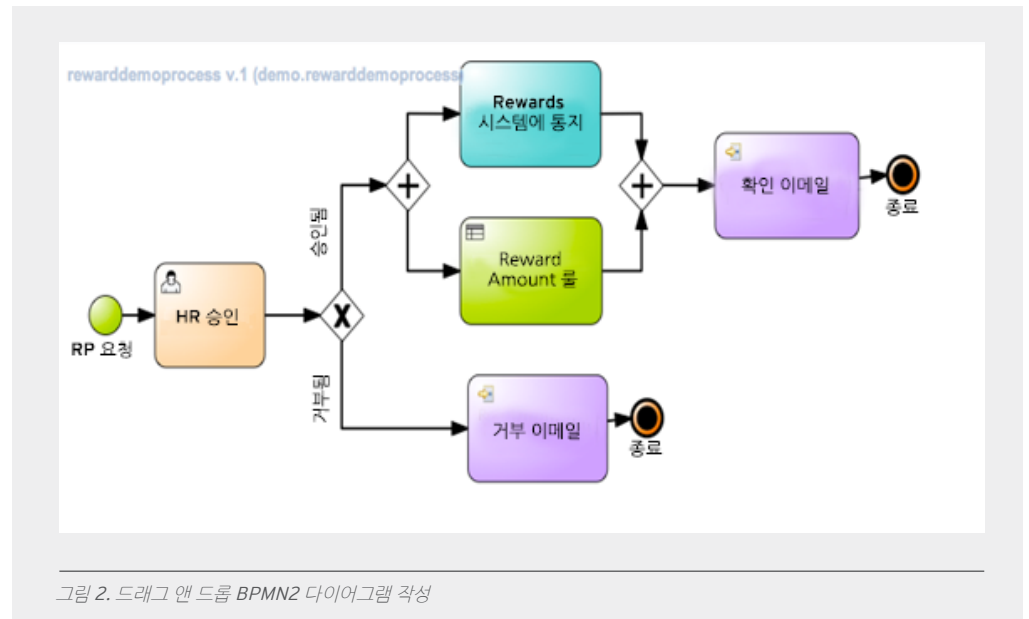 rewarddemoprocess v.1 (demo.rewarddemoprocess)
Rewards
시스템에 통지
확인 이메일
종료
승인됨
Reward
Amount 룰
HR 승인
RP 요청
거부됨
거부 이메일
종료
그림 2. 드래그 앤 드롭 BPMN2 다이어그램 작성